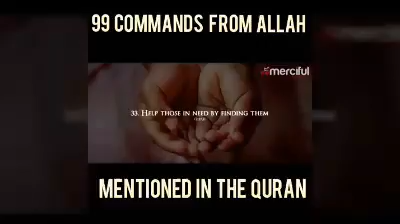 99 COMMANDS FROM ALLAH
merciful
33. HELP THOSE IN NEED BY FINDING THEM
MENTIONED IN THE QURAN